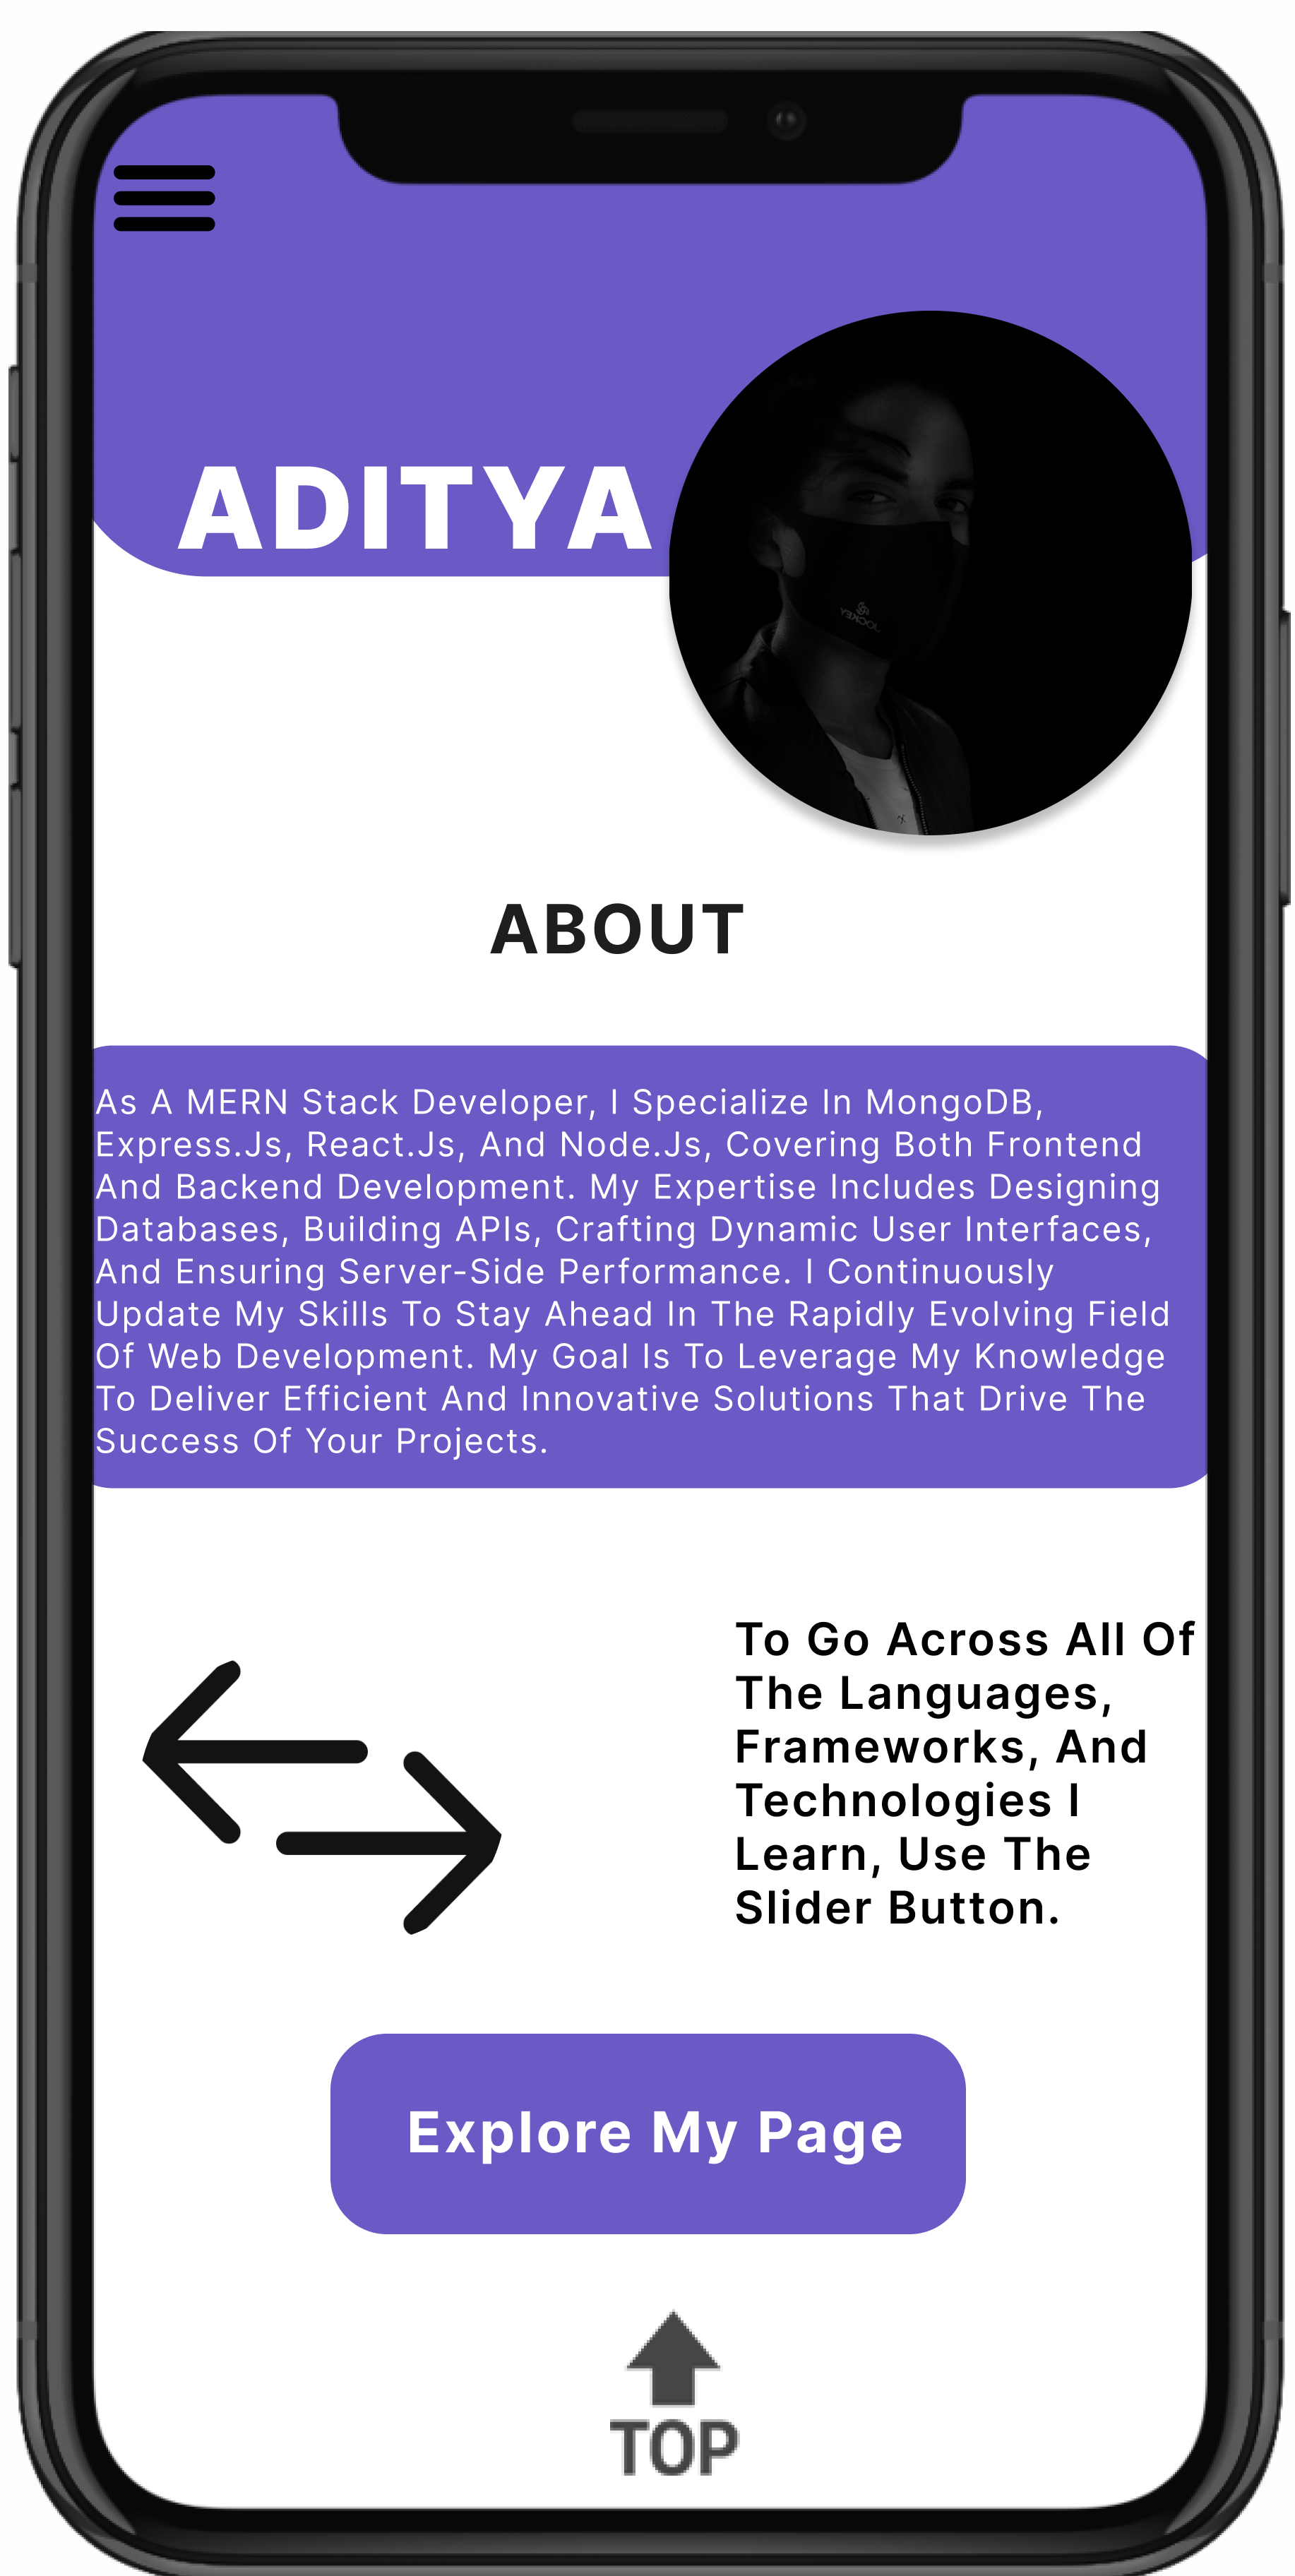 ADITYA
JOCKEY
ABOUT
As A MERN Stack Developer, I Specialize In MongoDB,
Express.Js, React.Js, And Node.Js, Covering Both Frontend
And Backend Development. My Expertise Includes Designing
Databases, Building APIs, Crafting Dynamic User Interfaces,
And Ensuring Server-Side Performance. I Continuously
Update My Skills To Stay Ahead In The Rapidly Evolving Field
Of Web Development. My Goal Is To Leverage My Knowledge
To Deliver Efficient And Innovative Solutions That Drive The
Success Of Your Projects.
To Go Across All Of
The Languages,
Frameworks, And
Technologies I
Learn, Use The
Slider Button.
Explore My Page
TOP